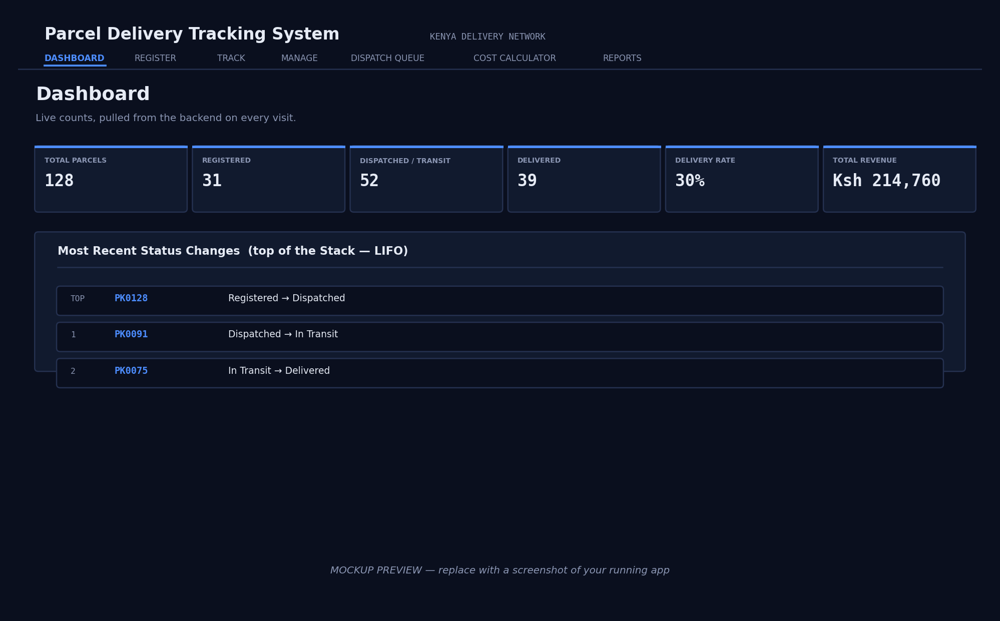 Parcel Delivery Tracking System KENYA DELIVERY NETWORK
DASHBOARD REGISTER TRACK MANAGE DISPATCH QUEUE COST CALCULATOR REPORTS
Dashboard
Live counts, pulled from the backend on every visit.
TOTAL PARCELS REGISTERED DISPATCHED / TRANSIT DELIVERED DELIVERY RATE TOTAL REVENUE
128 31 52 39 30% Ksh 214,760
Most Recent Status Changes (top of the Stack — LIFO)
TOP PK0128 Registered → Dispatched
1 PK0091 Dispatched → In Transit
2 PK0075 In Transit → Delivered
MOCKUP PREVIEW — replace with a screenshot of your running app